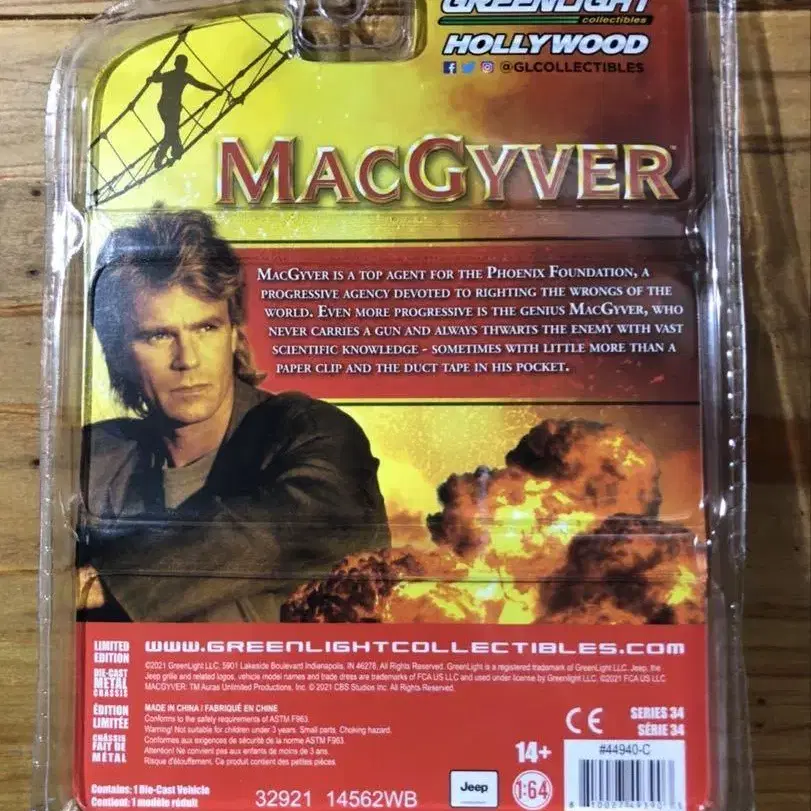 GREENLIGHT
collectibles
HOLLYWOOD
@GLCOLLECTIBLES
MACGYVER™
MACGYVER IS A TOP AGENT FOR THE PHOENIX FOUNDATION, A
PROGRESSIVE AGENCY DEVOTED TO RIGHTING THE WRONGS OF THE
WORLD. EVEN MORE PROGRESSIVE IS THE GENIUS MACGYVER, WHO
NEVER CARRIES A GUN AND ALWAYS THWARTS THE ENEMY WITH VAST
SCIENTIFIC KNOWLEDGE - SOMETIMES WITH LITTLE MORE THAN A
PAPER CLIP AND THE DUCT TAPE IN HIS POCKET.
LIMITED
EDITION
DIE-CAST
METAL
CHASSIS
ÉDITION
LIMITÉE
CHÂSSIS
FAIT DE
MÉTAL
WWW.GREENLIGHTCOLLECTIBLES.COM
©2021 GreenLight LLC, 5901 Lakeside Boulevard Indianapolis, IN 46278, All Rights Reserved. GreenLight is a registered trademark of GreenLight LLC. Jeep, the
Jeep grille and related logos, vehicle model names and trade dress are trademarks of FCA US LLC and used under license by Greenlight LLC. ©2021 FCA US LLC
MACGYVER: TM Auras Unlimited Productions, Inc. © 2021 CBS Studios Inc. All Rights Reserved.
MADE IN CHINA / FABRIQUÉ EN CHINE
Conforms to the safety requirements of ASTM F963.
Warning! Not suitable for children under 3 years. Small parts. Choking hazard.
Conforme aux exigences de sécurité de la norme ASTM F963.
Attention! Ne convient pas aux enfants de moins de 3 ans.
Risque d'étouffement. Ce produit contient des petites pièces.
CE
SERIES 34
SÉRIE 34
14+
#44940-C
Jeep
1:64
Contains: 1 Die-Cast Vehicle
Contient: 1 modèle réduit
32921 14562WB